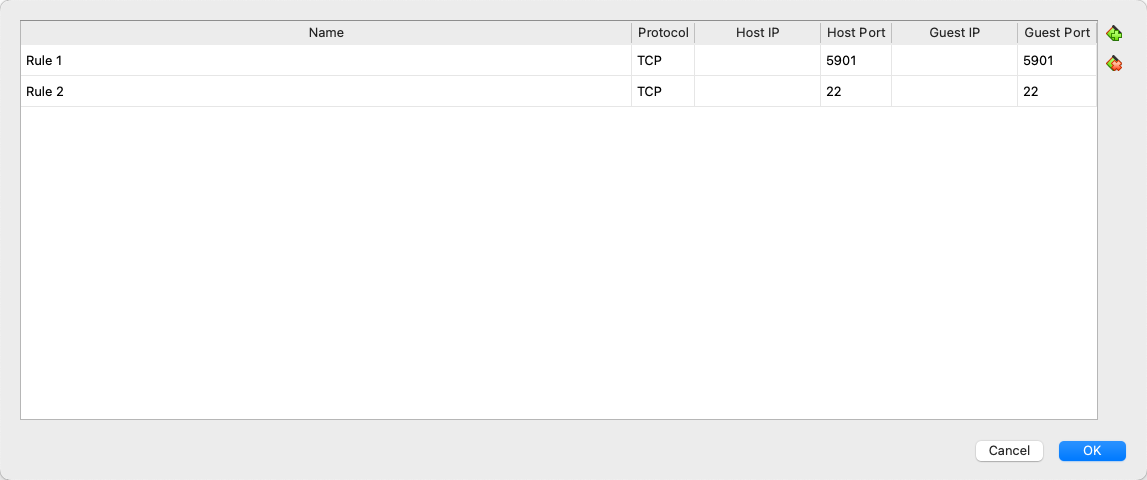 Name Protocol Host IP Host Port Guest IP Guest Port
Rule 1 TCP 5901 5901
Rule 2 TCP 22 22
Cancel OK